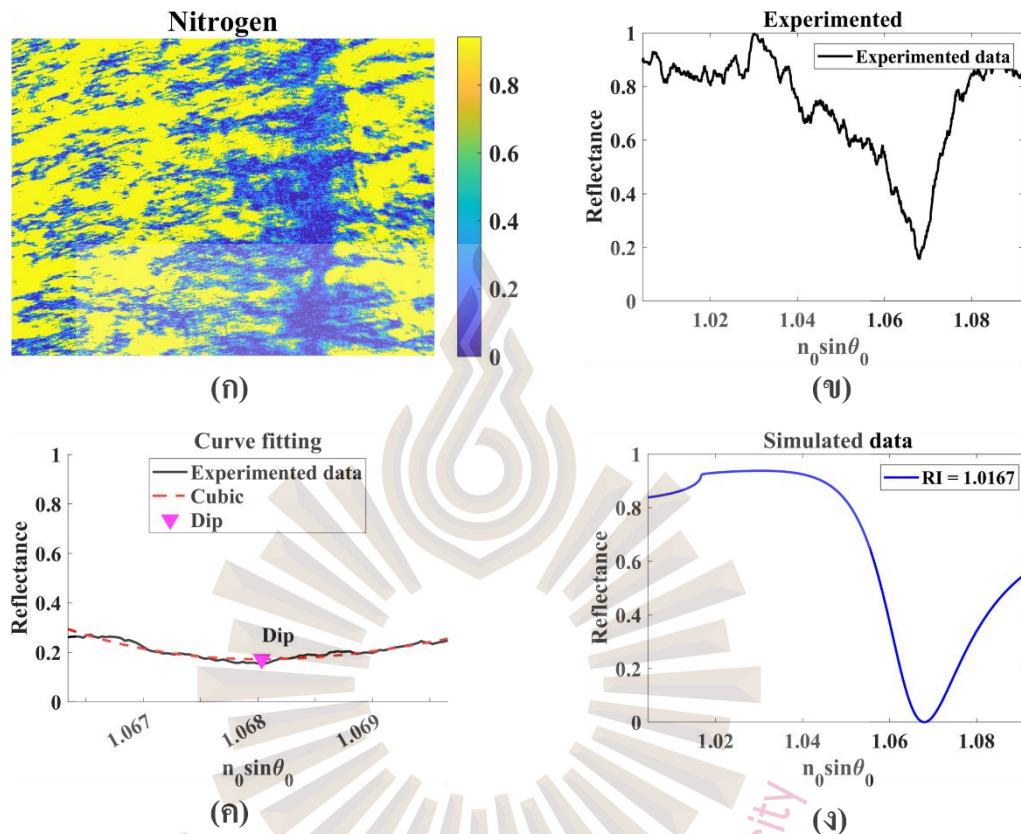 Nitrogen
0.8
0.6
0.4
0.2
0
(ก)
Experimented
Experimented data
Reflectance
1
0.8
0.6
0.4
0.2
0
1.02 1.04 1.06 1.08
n₀sinθ₀
(ข)
Curve fitting
Experimented data
Cubic
Dip
Reflectance
1
0.8
0.6
0.4
0.2
0
Dip
1.067 1.068 1.069
n₀sinθ₀
(ค)
Simulated data
RI = 1.0167
Reflectance
1
0.8
0.6
0.4
0.2
0
1.02 1.04 1.06 1.08
n₀sinθ₀
(ง)
sity